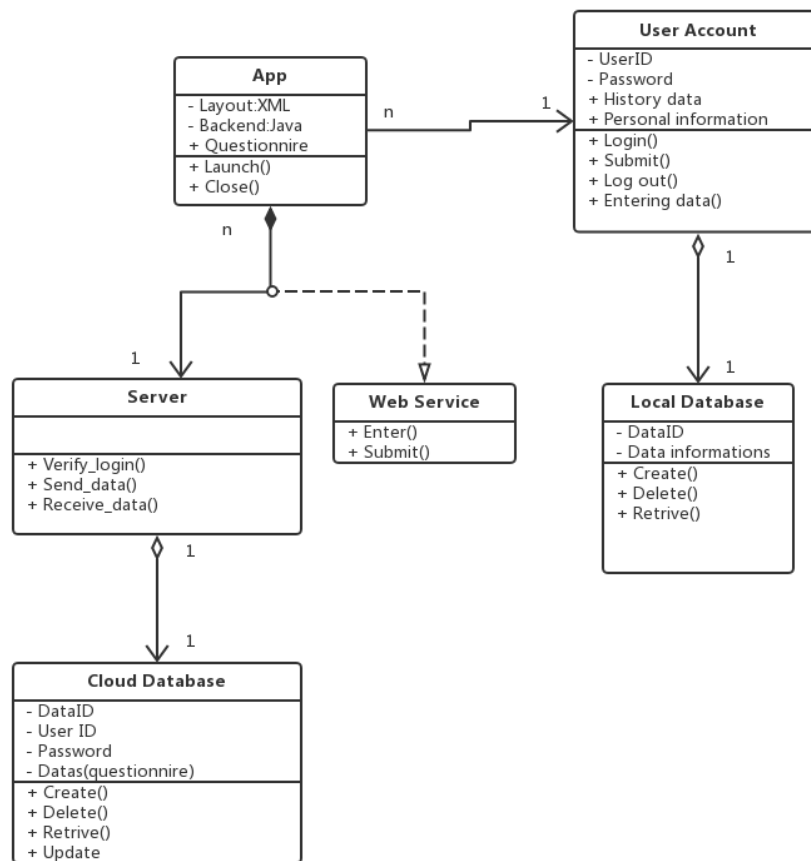 App
- Layout:XML
- Backend:Java
+ Questionnire
+ Launch()
+ Close()
n
1
User Account
- UserID
- Password
+ History data
+ Personal information
+ Login()
+ Submit()
+ Log out()
+ Entering data()
n
1
1
1
Server
+ Verify_login()
+ Send_data()
+ Receive_data()
Web Service
+ Enter()
+ Submit()
Local Database
- DataID
- Data informations
+ Create()
+ Delete()
+ Retrive()
1
1
Cloud Database
- DataID
- User ID
- Password
- Datas(questionnire)
+ Create()
+ Delete()
+ Retrive()
+ Update